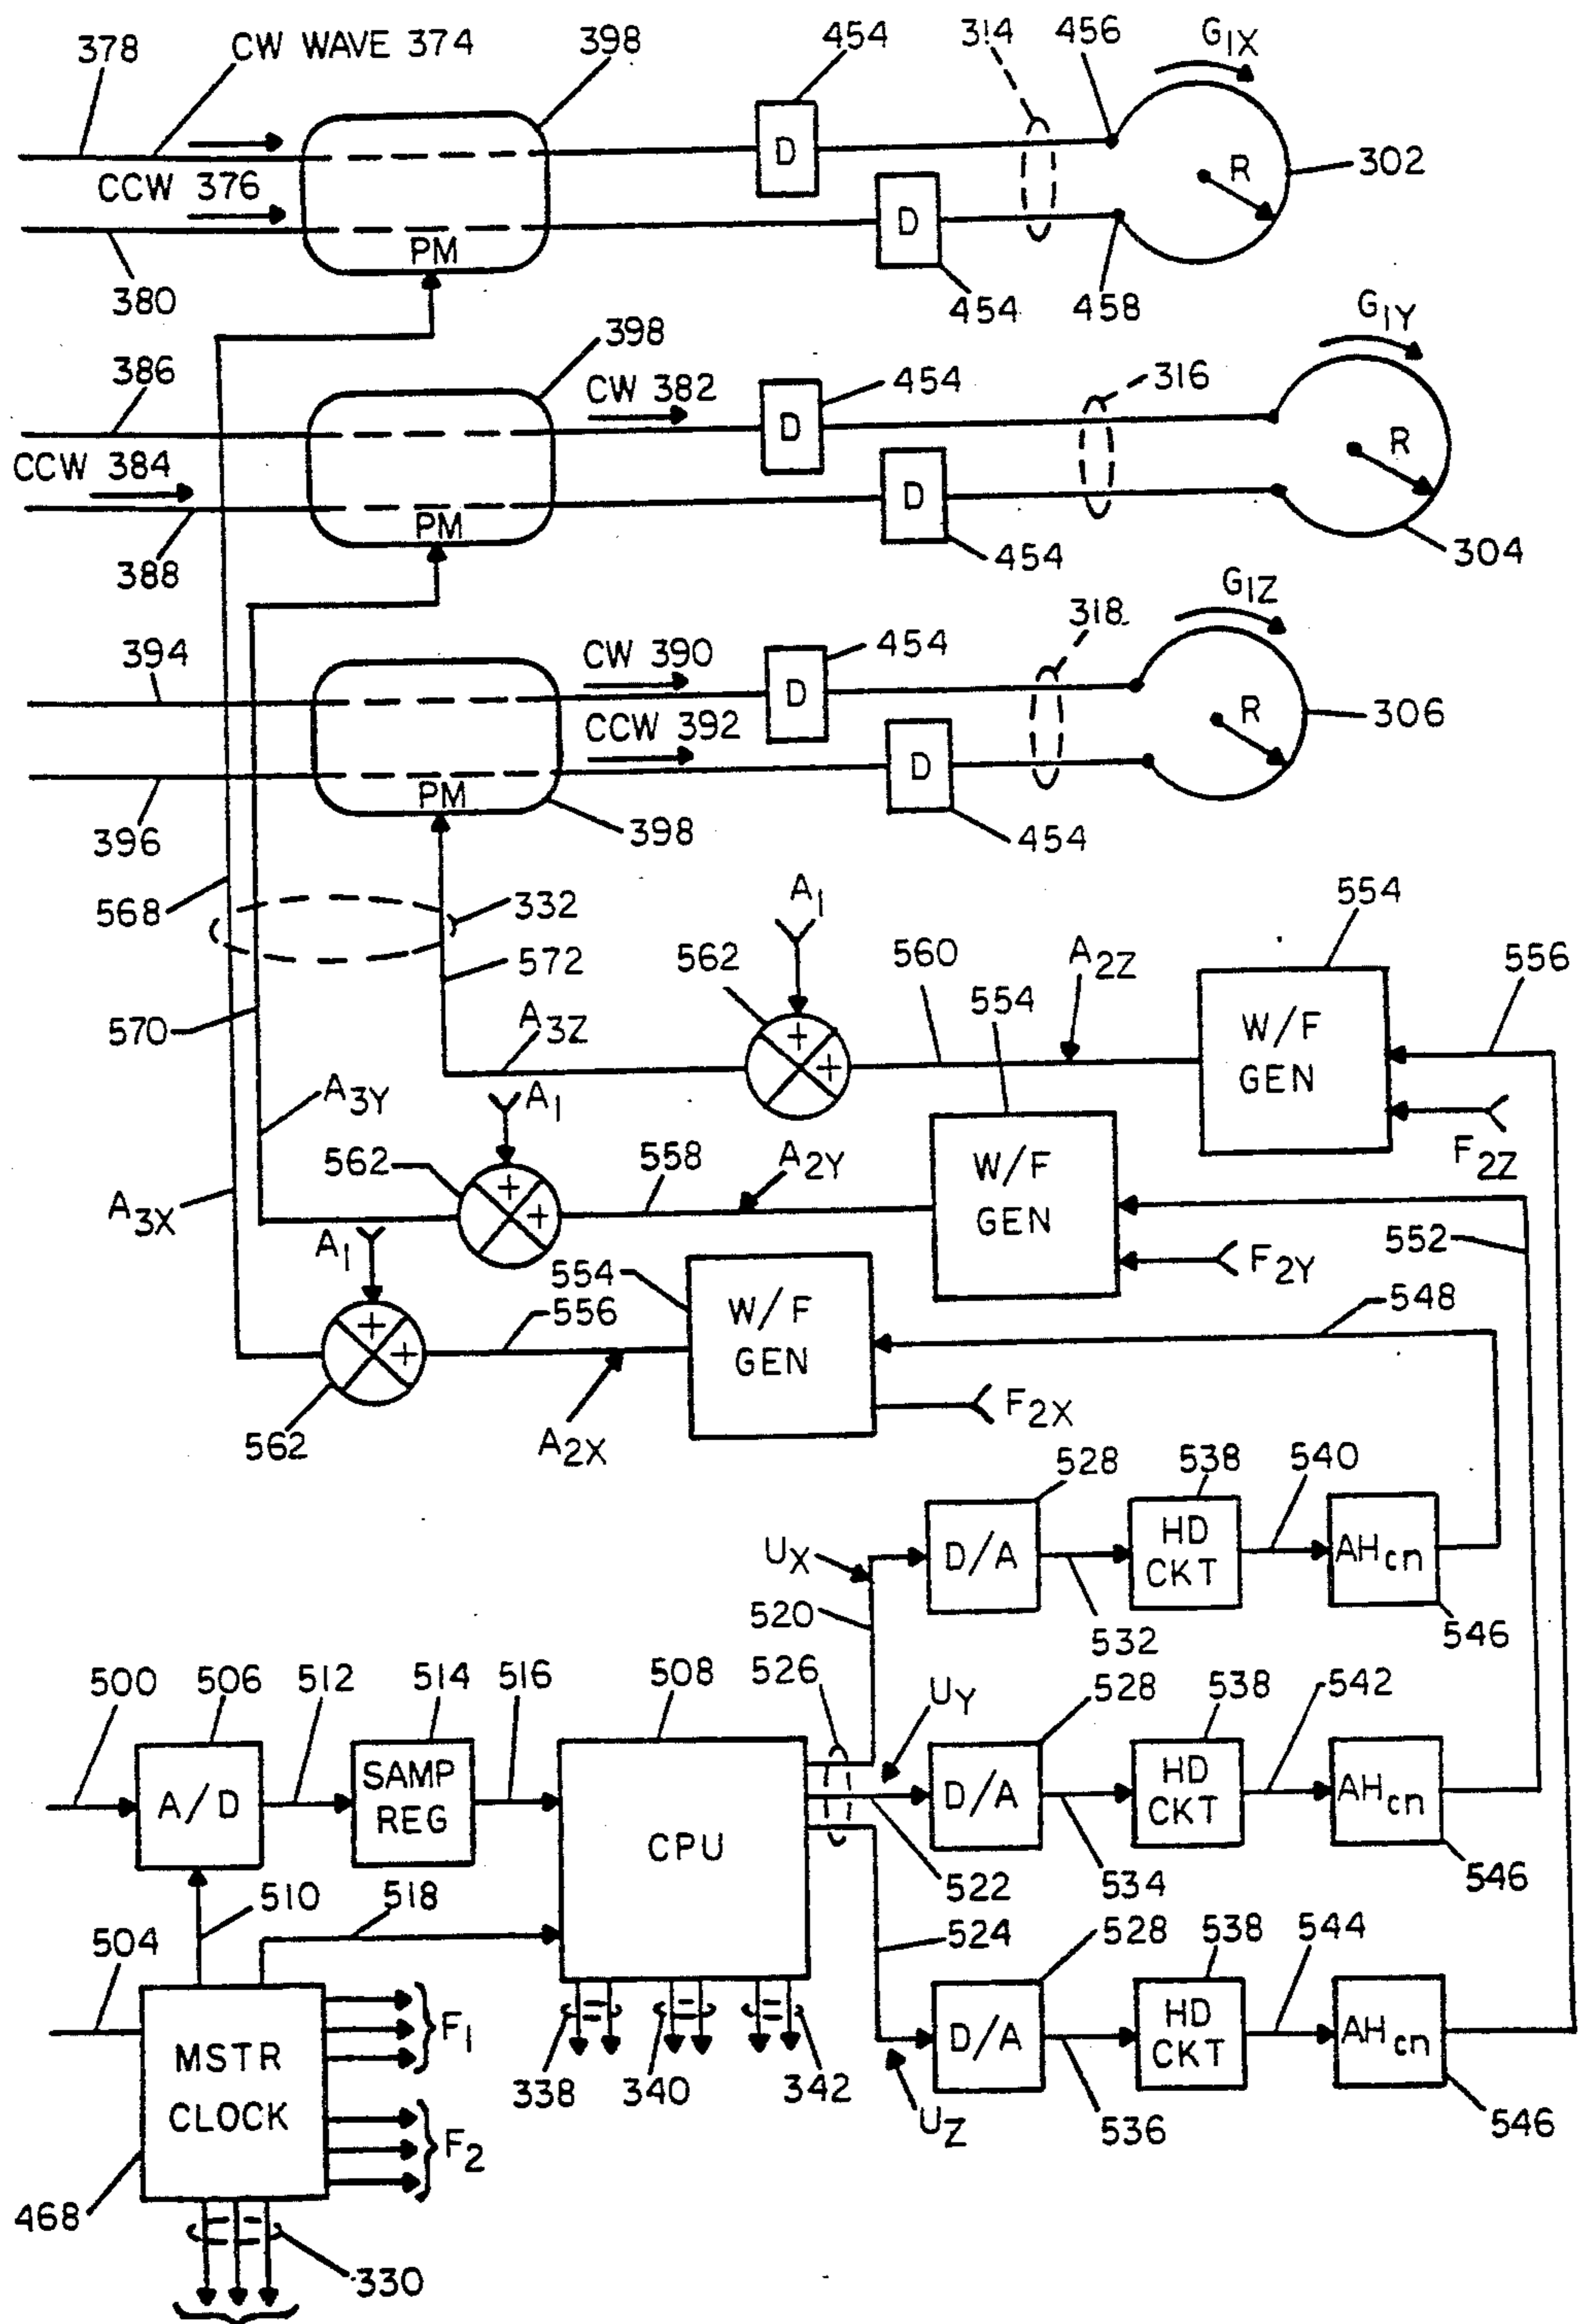 378 CW WAVE 374 398 454 314 456 G1X
D R 302
CCW 376
D
PM
380 454 458
G1Y
398
386 CW 382 454 316
D R
CCW 384
D
PM
388 454 304
G1Z
318
394 CW 390 454
D R 306
CCW 392
D
PM
396 398 454
A1 554
568 332
572 562 560 A2Z 556
554
570 A3Z + W/F
+ GEN
A3Y A1
F2Z
562 558 A2Y W/F
A3X + GEN
A1 + 552
554 F2Y
556 W/F 548
+ GEN
+
F2X
562 A2X
528 538 540
UX D/A HD CKT AHcn
520
532 546
500 506 512 514 516 508 526 UY 528 538 542
A/D SAMP REG CPU D/A HD CKT AHcn
522 534 546
510 518
504 524 528 538 544
F1
MSTR CLOCK
338 340 342 D/A HD CKT AHcn
UZ 536 546
F2
468
330